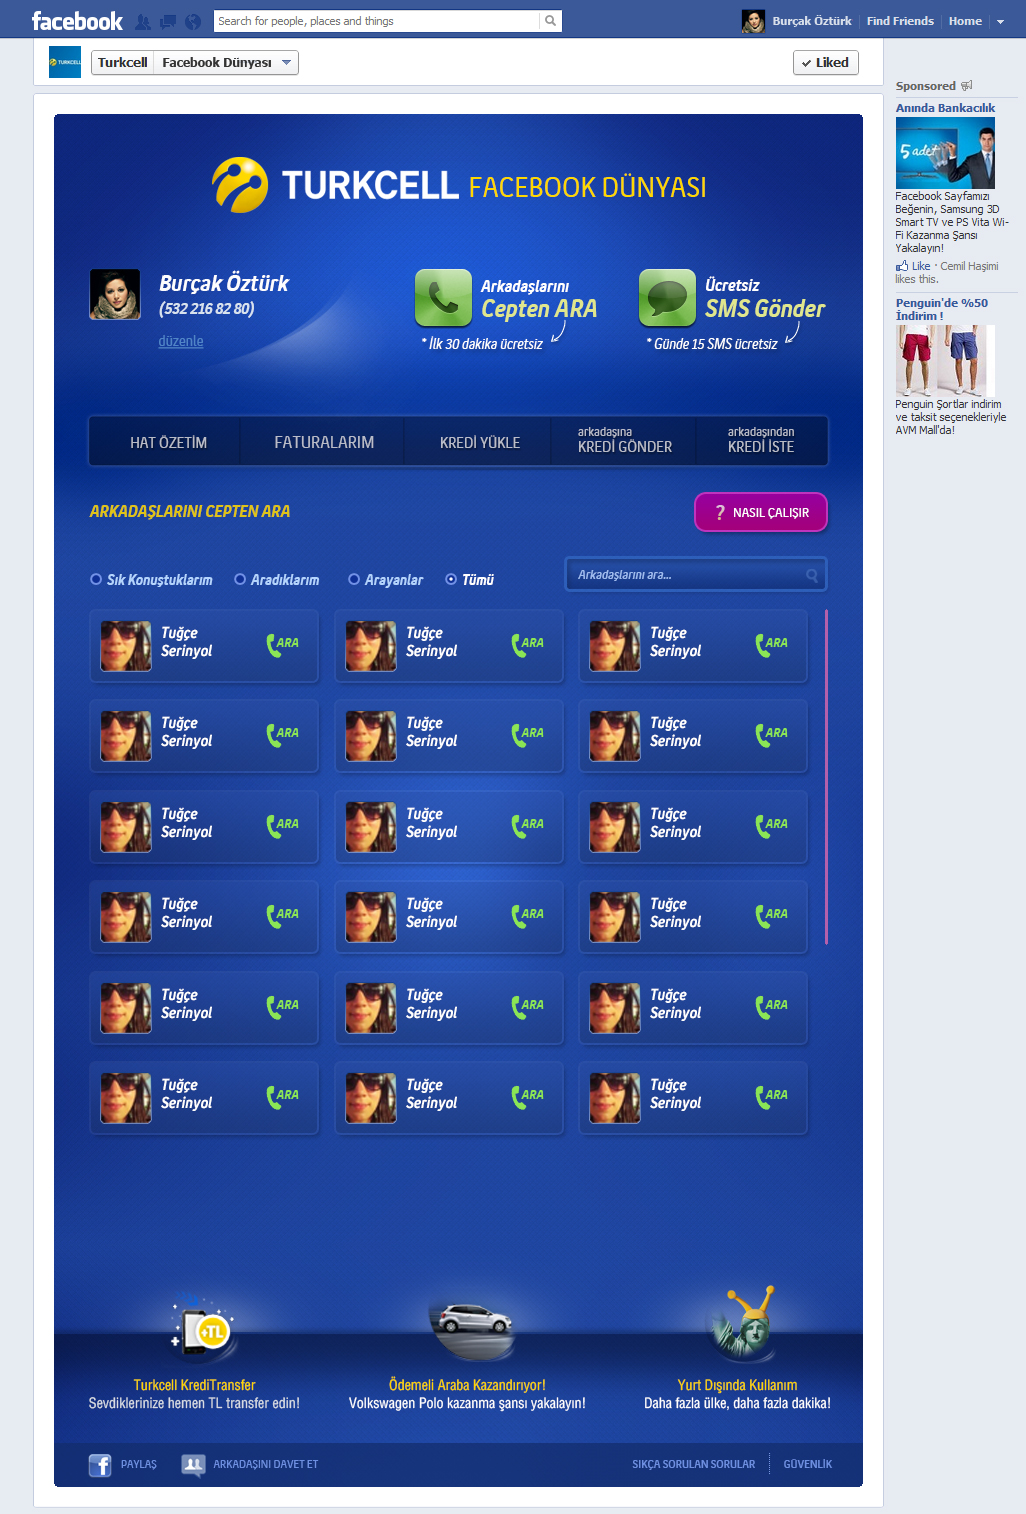 facebook
Search for people, places and things
Burçak Öztürk
Find Friends
Home
TURKCELL
Turkcell
Facebook Dünyası
Liked
Sponsored
Anında Bankacılık
5 adet
Facebook Sayfamızı
Beğenin, Samsung 3D
Smart TV ve PS Vita Wi-
Fi Kazanma Şansı
Yakalayın!
Like · Cemil Haşimi
likes this.
Penguin'de %50
İndirim !
Penguin Şortlar indirim
ve taksit seçenekleriyle
AVM Mall'da!
TURKCELL FACEBOOK DÜNYASI
Burçak Öztürk
(532 216 82 80)
düzenle
Arkadaşlarını
Cepten ARA
* İlk 30 dakika ücretsiz
Ücretsiz
SMS Gönder
* Günde 15 SMS ücretsiz
HAT ÖZETİM
FATURALARIM
KREDİ YÜKLE
arkadaşına
KREDİ GÖNDER
arkadaşından
KREDİ İSTE
ARKADAŞLARINI CEPTEN ARA
? NASIL ÇALIŞIR
Sık Konuştuklarım
Aradıklarım
Arayanlar
Tümü
Arkadaşlarını ara...
Tuğçe
Serinyol
ARA
Tuğçe
Serinyol
ARA
Tuğçe
Serinyol
ARA
Tuğçe
Serinyol
ARA
Tuğçe
Serinyol
ARA
Tuğçe
Serinyol
ARA
Tuğçe
Serinyol
ARA
Tuğçe
Serinyol
ARA
Tuğçe
Serinyol
ARA
Tuğçe
Serinyol
ARA
Tuğçe
Serinyol
ARA
Tuğçe
Serinyol
ARA
Tuğçe
Serinyol
ARA
Tuğçe
Serinyol
ARA
Tuğçe
Serinyol
ARA
Tuğçe
Serinyol
ARA
Tuğçe
Serinyol
ARA
Tuğçe
Serinyol
ARA
+TL
Turkcell KrediTransfer
Sevdiklerinize hemen TL transfer edin!
Ödemeli Araba Kazandırıyor!
Volkswagen Polo kazanma şansı yakalayın!
Yurt Dışında Kullanım
Daha fazla ülke, daha fazla dakika!
PAYLAŞ
ARKADAŞINI DAVET ET
SIKÇA SORULAN SORULAR
GÜVENLİK